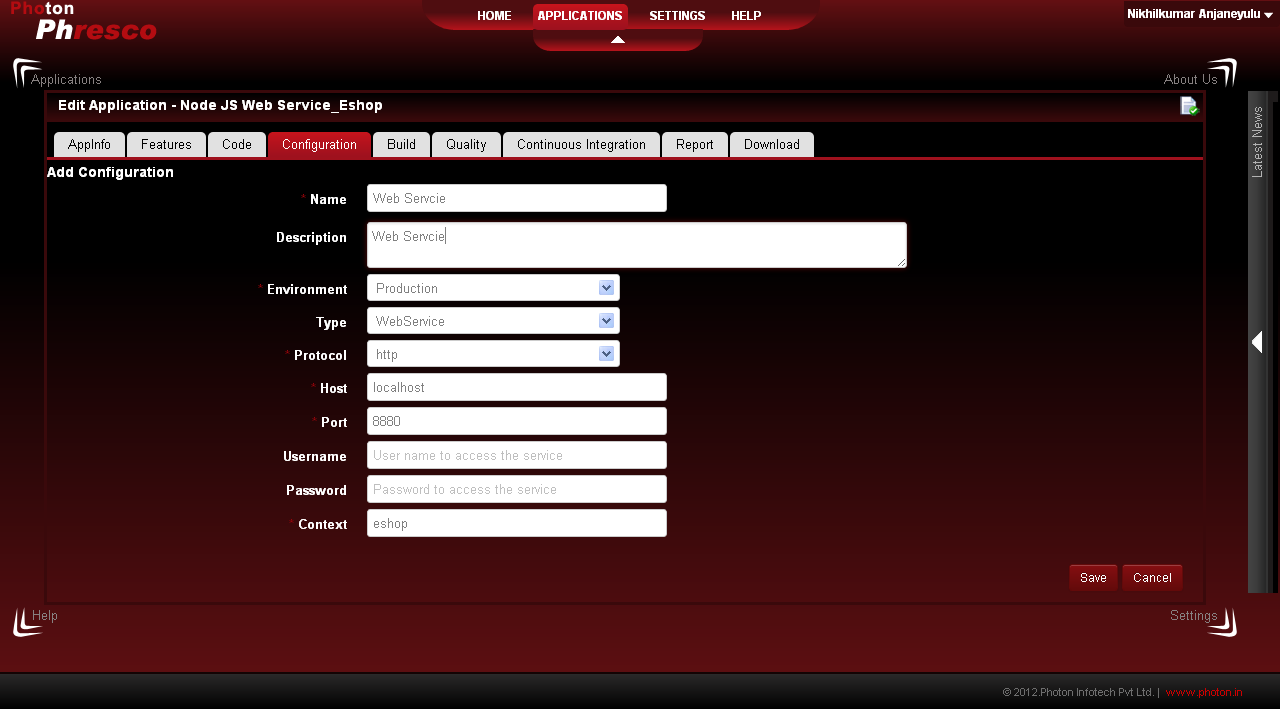 Photon
Phresco
HOME APPLICATIONS SETTINGS HELP
Nikhilkumar Anjaneyulu
Applications
About Us
Edit Application - Node JS Web Service_Eshop
Latest News
AppInfo Features Code Configuration Build Quality Continuous Integration Report Download
Add Configuration
* Name Web Servcie
Description Web Servcie
* Environment Production
Type WebService
* Protocol http
* Host localhost
* Port 8880
Username User name to access the service
Password Password to access the service
* Context eshop
Save Cancel
Help
Settings
© 2012.Photon Infotech Pvt Ltd. | www.photon.in